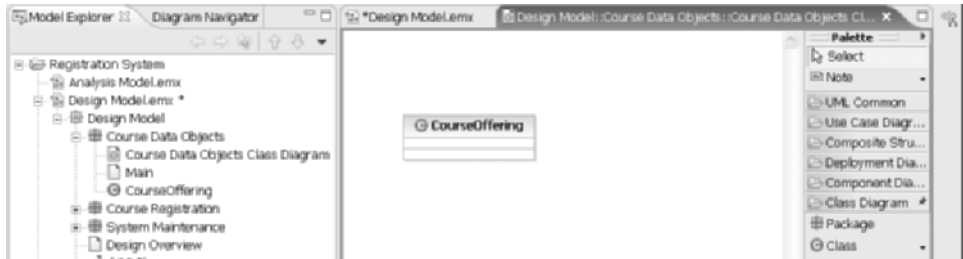 Model Explorer
Diagram Navigator
*Design Model.emx
Design Model::Course Data Objects::Course Data Objects Cl...
Registration System
Analysis Model.emx
Design Model.emx *
Design Model
Course Data Objects
Course Data Objects Class Diagram
Main
CourseOffering
Course Registration
System Maintenance
Design Overview
CourseOffering
Palette
Select
Note
UML Common
Use Case Diagr...
Composite Stru...
Deployment Dia...
Component Dia...
Class Diagram
Package
Class